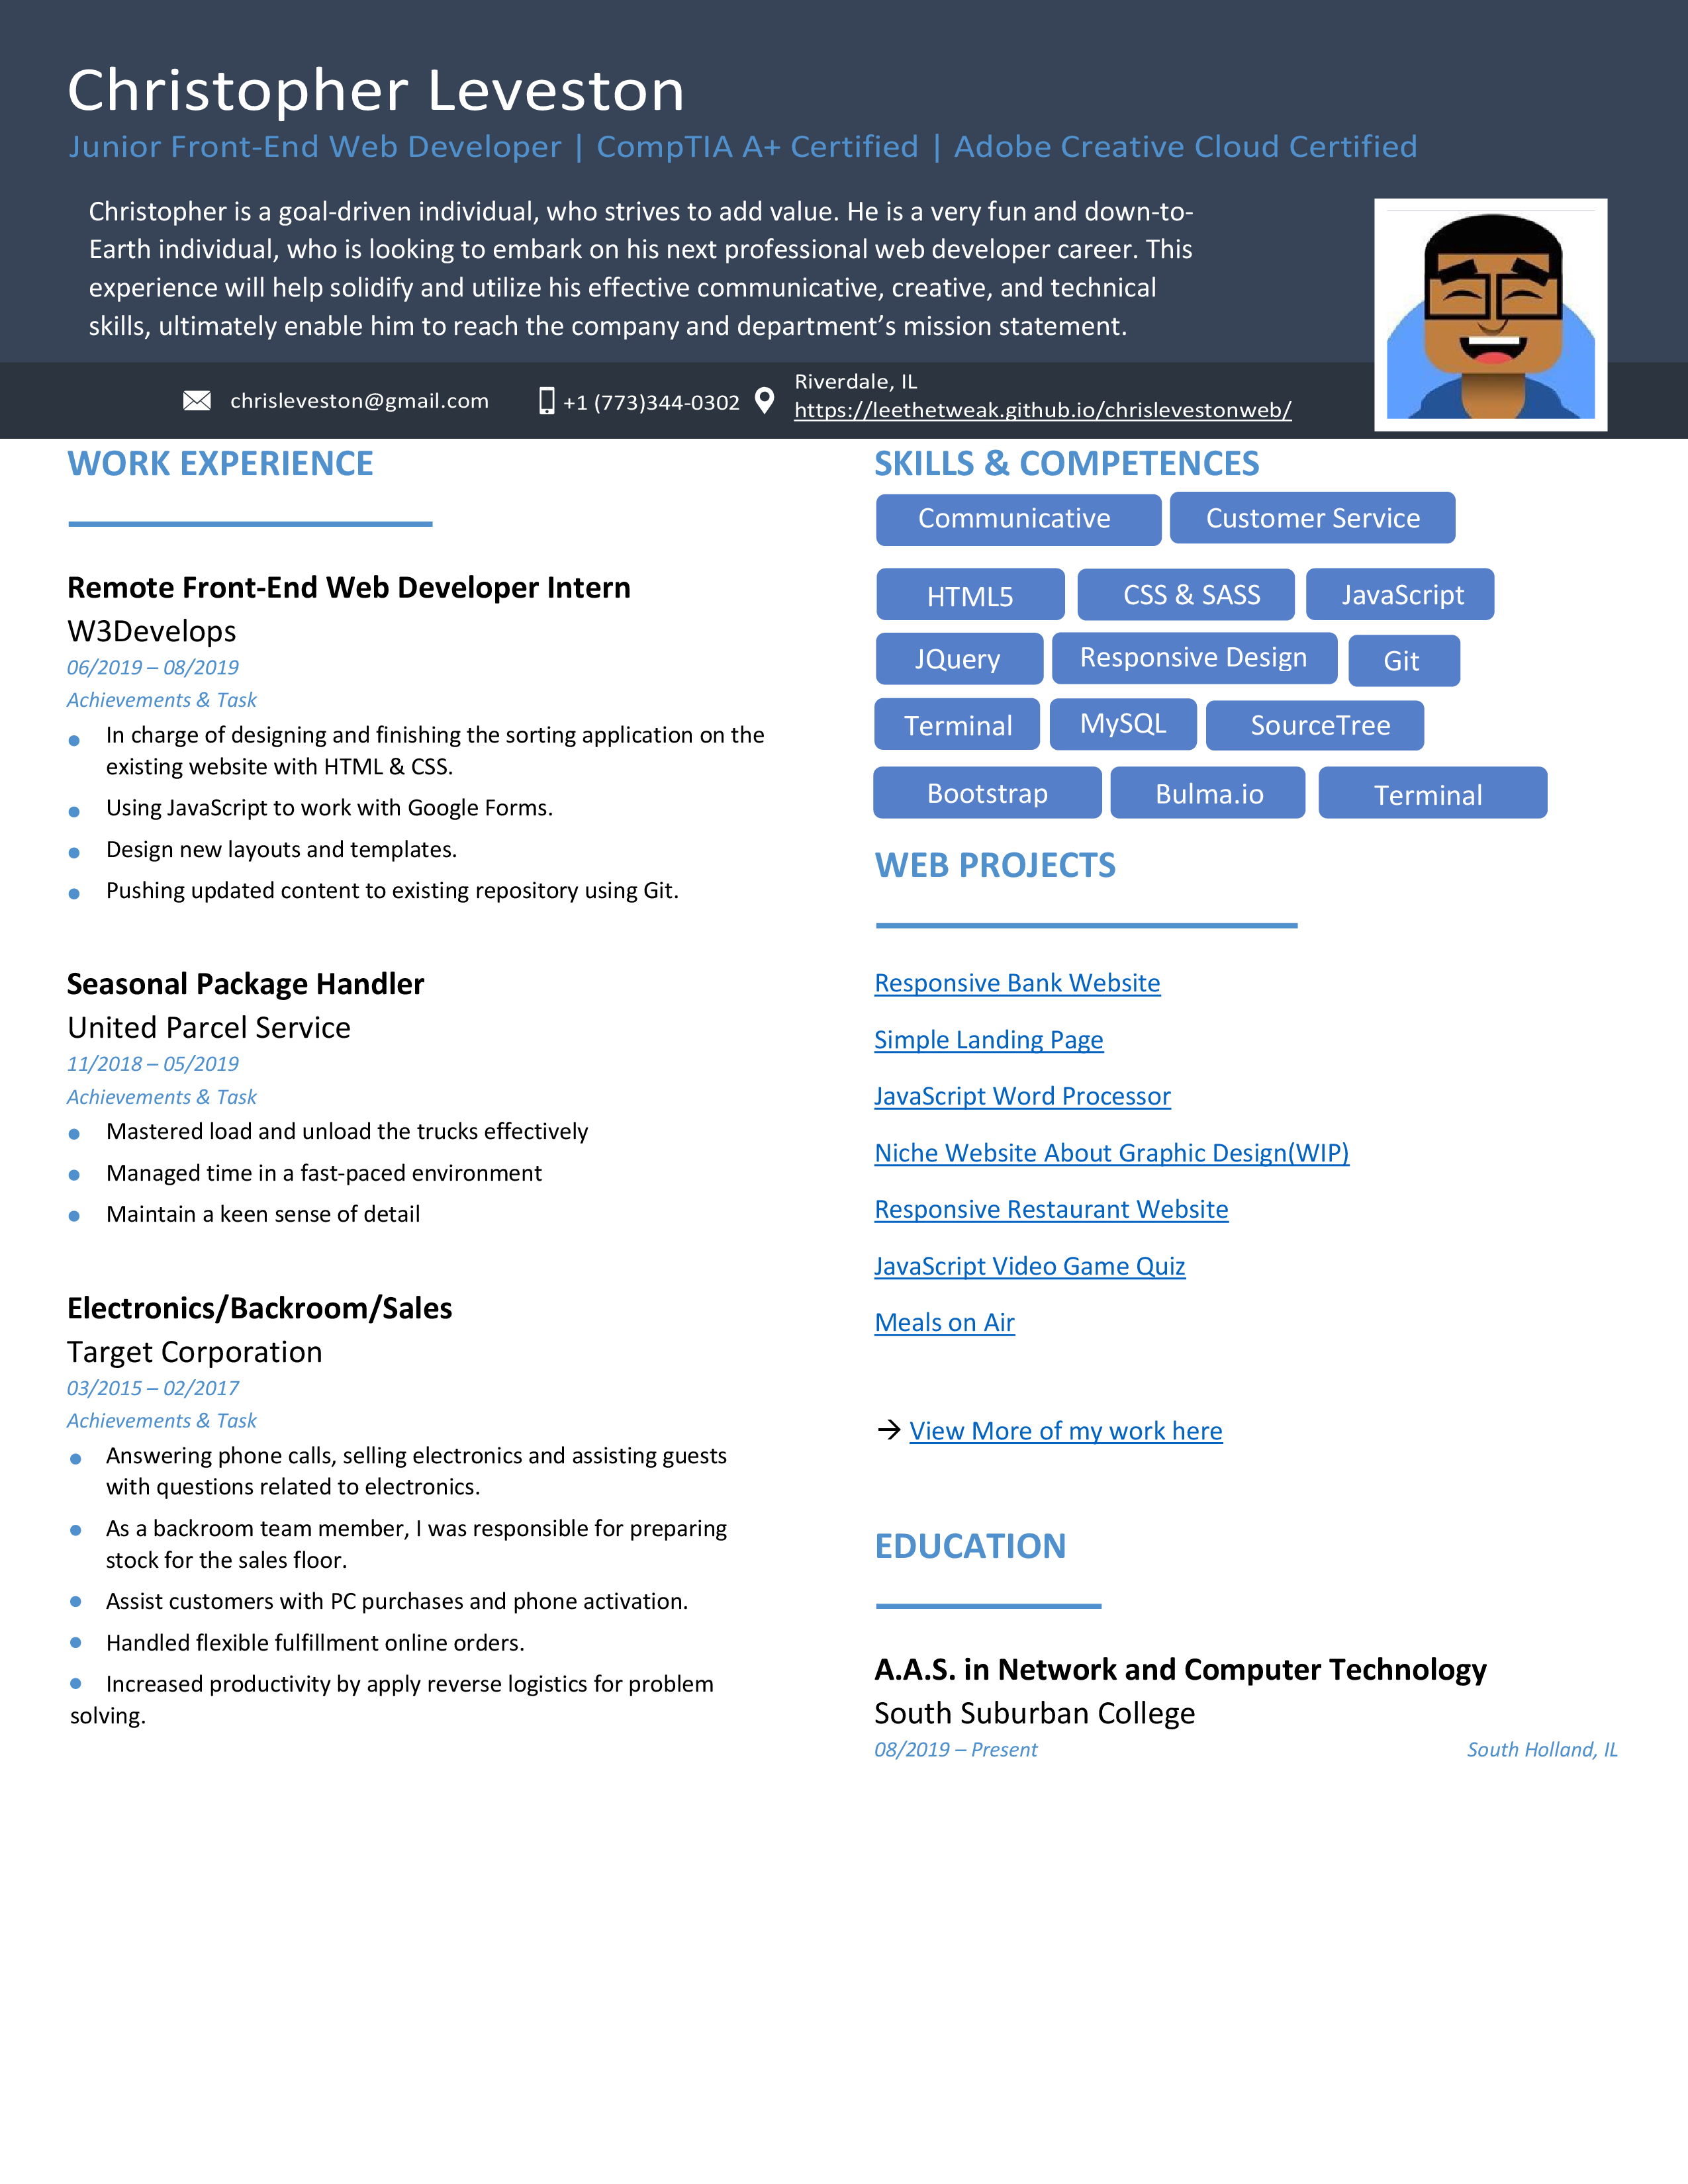 Christopher Leveston
Junior Front-End Web Developer | CompTIA A+ Certified | Adobe Creative Cloud Certified
Christopher is a goal-driven individual, who strives to add value. He is a very fun and down-to-
Earth individual, who is looking to embark on his next professional web developer career. This
experience will help solidify and utilize his effective communicative, creative, and technical
skills, ultimately enable him to reach the company and department’s mission statement.
chrisleveston@gmail.com
+1 (773)344-0302
Riverdale, IL
https://leethetweak.github.io/chrislevestonweb/
WORK EXPERIENCE
Remote Front-End Web Developer Intern
W3Develops
06/2019 – 08/2019
Achievements & Task
In charge of designing and finishing the sorting application on the
existing website with HTML & CSS.
Using JavaScript to work with Google Forms.
Design new layouts and templates.
Pushing updated content to existing repository using Git.
Seasonal Package Handler
United Parcel Service
11/2018 – 05/2019
Achievements & Task
Mastered load and unload the trucks effectively
Managed time in a fast-paced environment
Maintain a keen sense of detail
Electronics/Backroom/Sales
Target Corporation
03/2015 – 02/2017
Achievements & Task
Answering phone calls, selling electronics and assisting guests
with questions related to electronics.
As a backroom team member, I was responsible for preparing
stock for the sales floor.
Assist customers with PC purchases and phone activation.
Handled flexible fulfillment online orders.
Increased productivity by apply reverse logistics for problem
solving.
SKILLS & COMPETENCES
Communicative Customer Service
HTML5 CSS & SASS JavaScript
JQuery Responsive Design Git
Terminal MySQL SourceTree
Bootstrap Bulma.io Terminal
WEB PROJECTS
Responsive Bank Website
Simple Landing Page
JavaScript Word Processor
Niche Website About Graphic Design(WIP)
Responsive Restaurant Website
JavaScript Video Game Quiz
Meals on Air
→ View More of my work here
EDUCATION
A.A.S. in Network and Computer Technology
South Suburban College
08/2019 – Present South Holland, IL